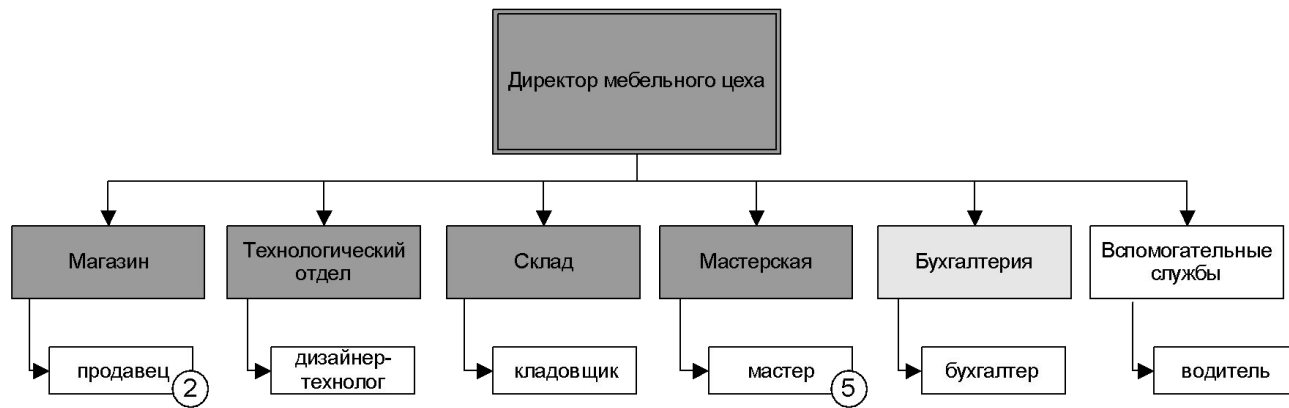 Директор мебельного цеха
Магазин
Технологический
отдел
Склад
Мастерская
Бухгалтерия
Вспомогательные
службы
продавец
2
дизайнер-
технолог
кладовщик
мастер
5
бухгалтер
водитель